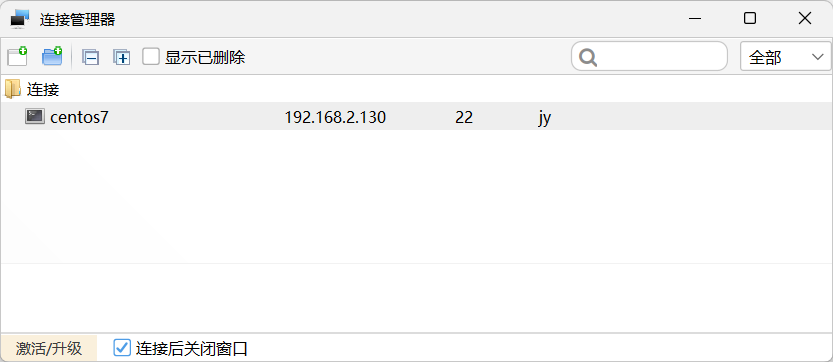 连接管理器
显示已删除 全部
连接
centos7 192.168.2.130 22 jy
激活/升级 连接后关闭窗口